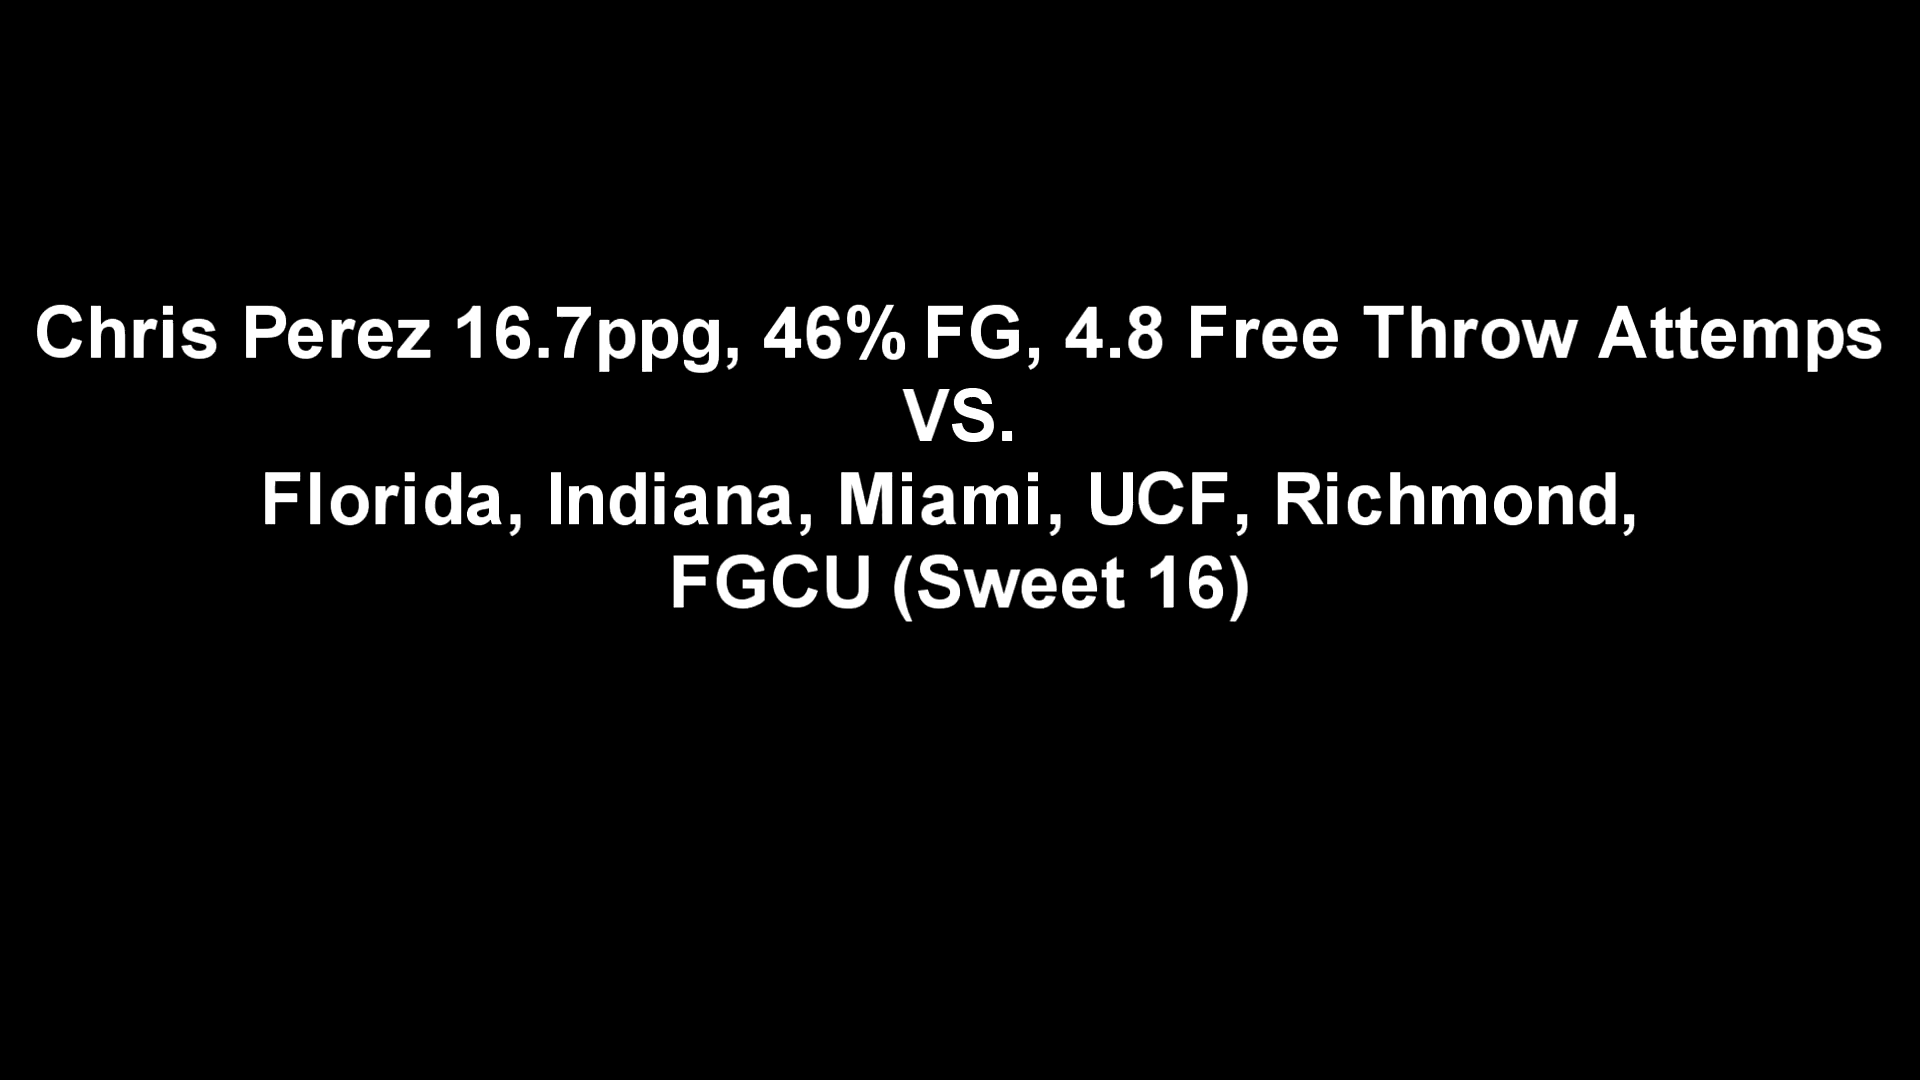 Chris Perez 16.7ppg, 46% FG, 4.8 Free Throw Attemps
VS.
Florida, Indiana, Miami, UCF, Richmond,
FGCU (Sweet 16)